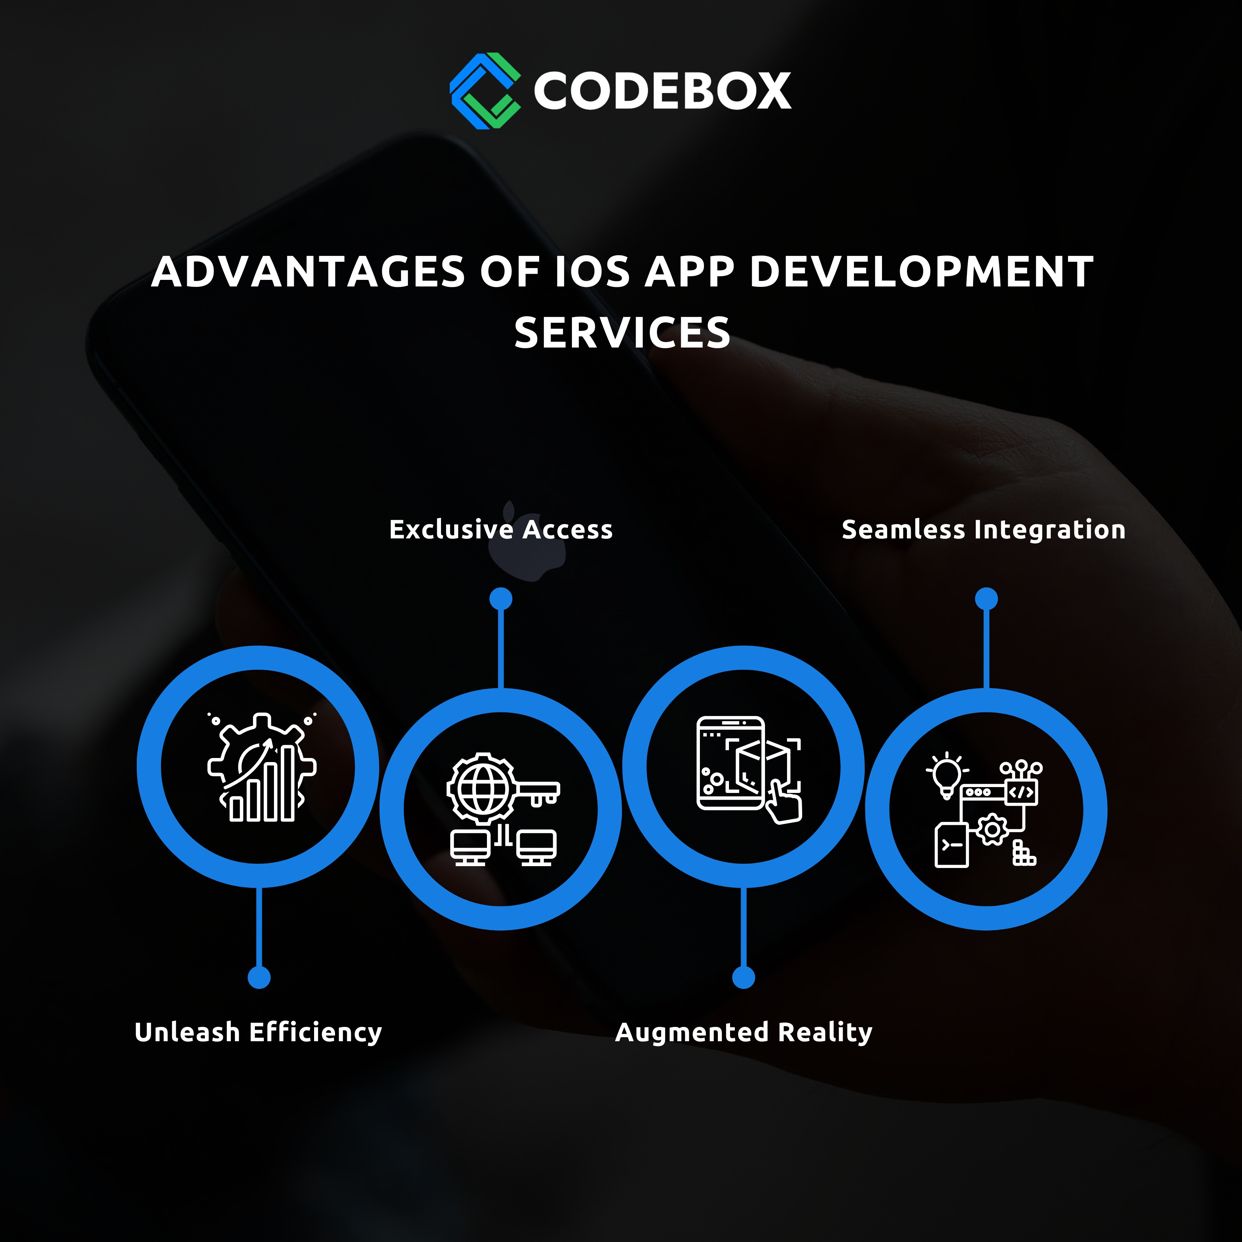 CODEBOX
ADVANTAGES OF IOS APP DEVELOPMENT
SERVICES
Exclusive Access
Seamless Integration
Unleash Efficiency
Augmented Reality